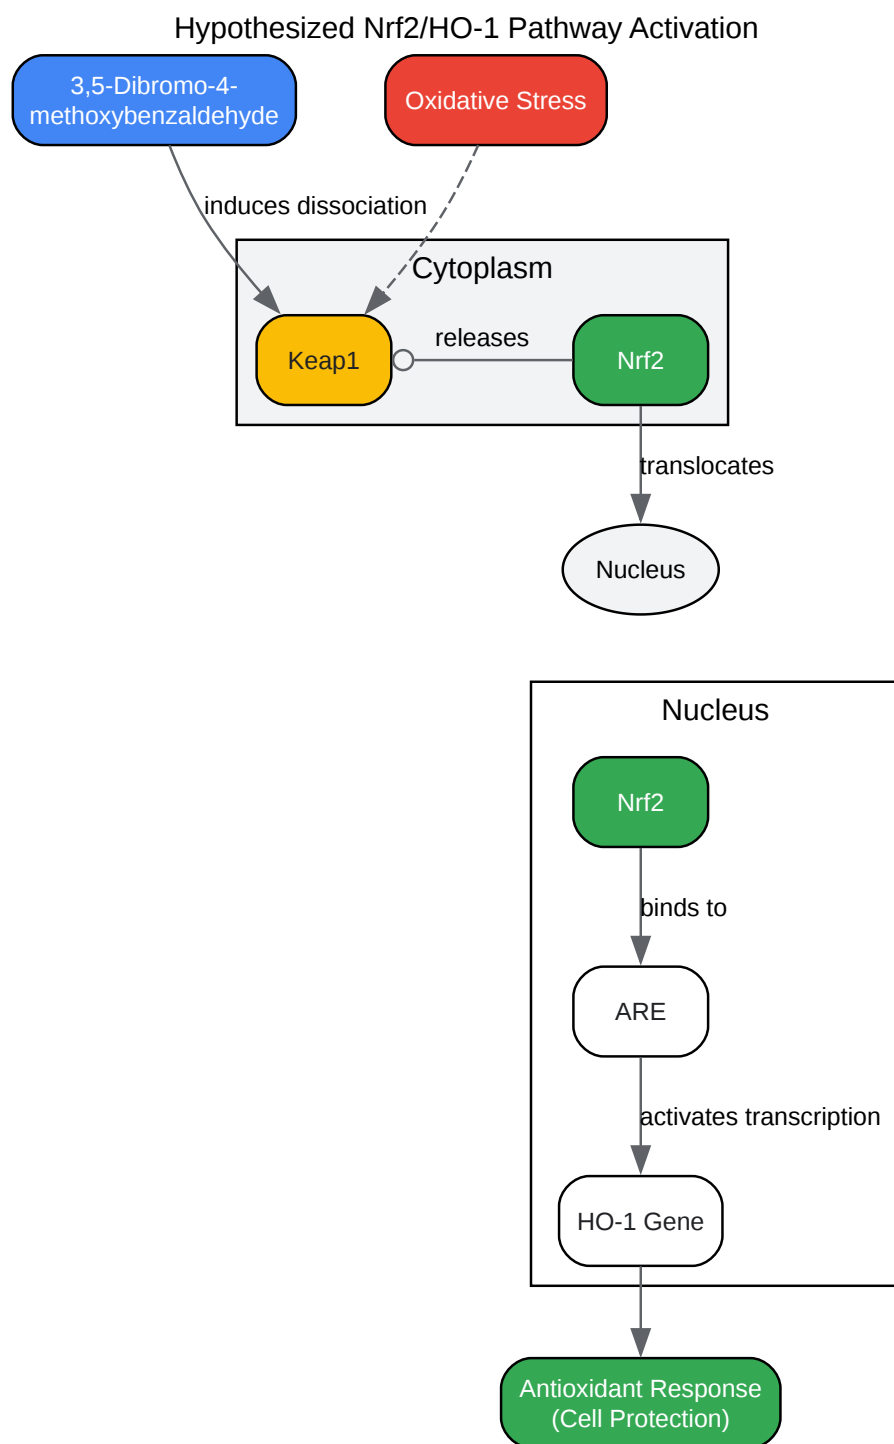 Hypothesized Nrf2/HO-1 Pathway Activation
3,5-Dibromo-4-
methoxybenzaldehyde
Oxidative Stress
induces dissociation
Cytoplasm
Keap1
releases
Nrf2
translocates
Nucleus
Nucleus
Nrf2
binds to
ARE
activates transcription
HO-1 Gene
Antioxidant Response
(Cell Protection)